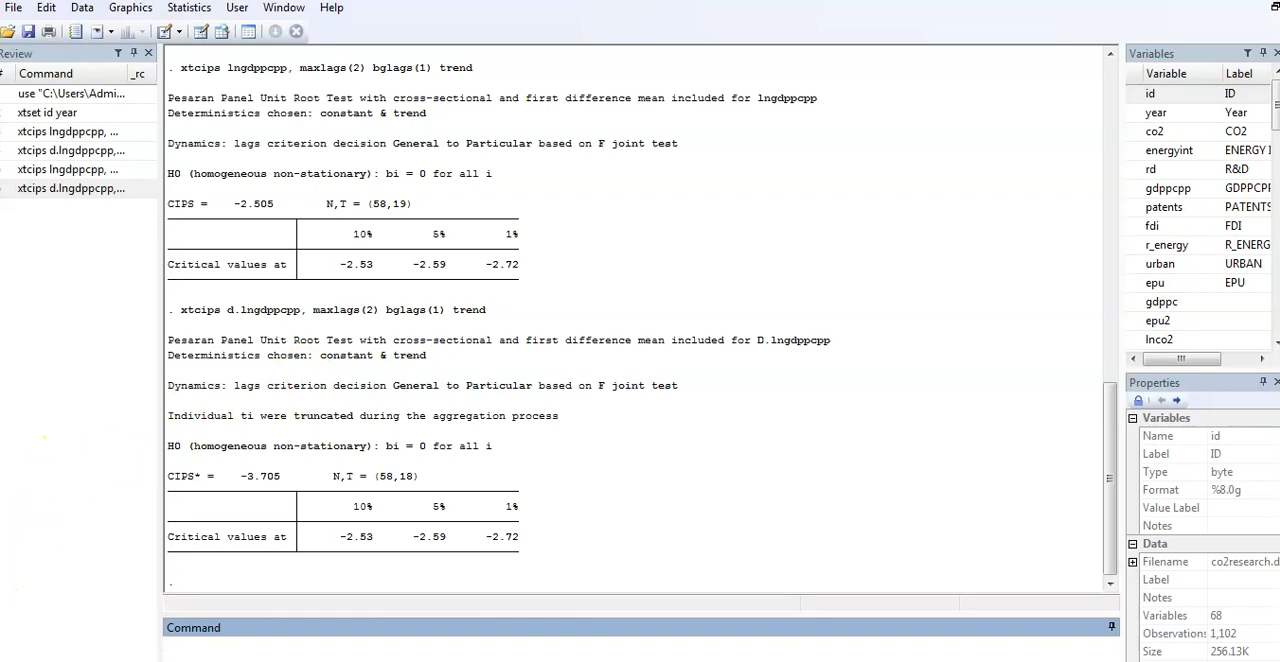 File Edit Data Graphics Statistics User Window Help
Review
# Command _rc
use "C:\Users\Admi...
xtset id year
xtcips lngdppcpp, ...
xtcips d.lngdppcpp,...
xtcips lngdppcpp, ...
xtcips d.lngdppcpp,...
. xtcips lngdppcpp, maxlags(2) bglags(1) trend
Pesaran Panel Unit Root Test with cross-sectional and first difference mean included for lngdppcpp
Deterministics chosen: constant & trend
Dynamics: lags criterion decision General to Particular based on F joint test
H0 (homogeneous non-stationary): bi = 0 for all i
CIPS = -2.505 N,T = (58,19)
10% 5% 1%
Critical values at -2.53 -2.59 -2.72
. xtcips d.lngdppcpp, maxlags(2) bglags(1) trend
Pesaran Panel Unit Root Test with cross-sectional and first difference mean included for D.lngdppcpp
Deterministics chosen: constant & trend
Dynamics: lags criterion decision General to Particular based on F joint test
Individual ti were truncated during the aggregation process
H0 (homogeneous non-stationary): bi = 0 for all i
CIPS* = -3.705 N,T = (58,18)
10% 5% 1%
Critical values at -2.53 -2.59 -2.72
.
Command
Variables
Variable Label
id ID
year Year
co2 CO2
energyint ENERGY I
rd R&D
gdppcpp GDPPCPP
patents PATENTS
fdi FDI
r_energy R_ENERG
urban URBAN
epu EPU
gdppc
epu2
lnco2
Properties
Variables
Name id
Label ID
Type byte
Format %8.0g
Value Label
Notes
Data
Filename co2research.d
Label
Notes
Variables 68
Observations 1,102
Size 256.13K